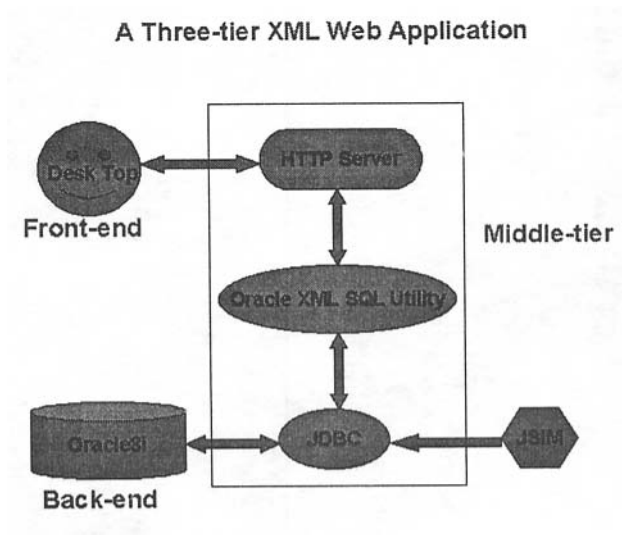 A Three-tier XML Web Application
Desk Top
HTTP Server
Front-end
Middle-tier
Oracle XML SQL Utility
Oracle8i
JDBC
JSIM
Back-end